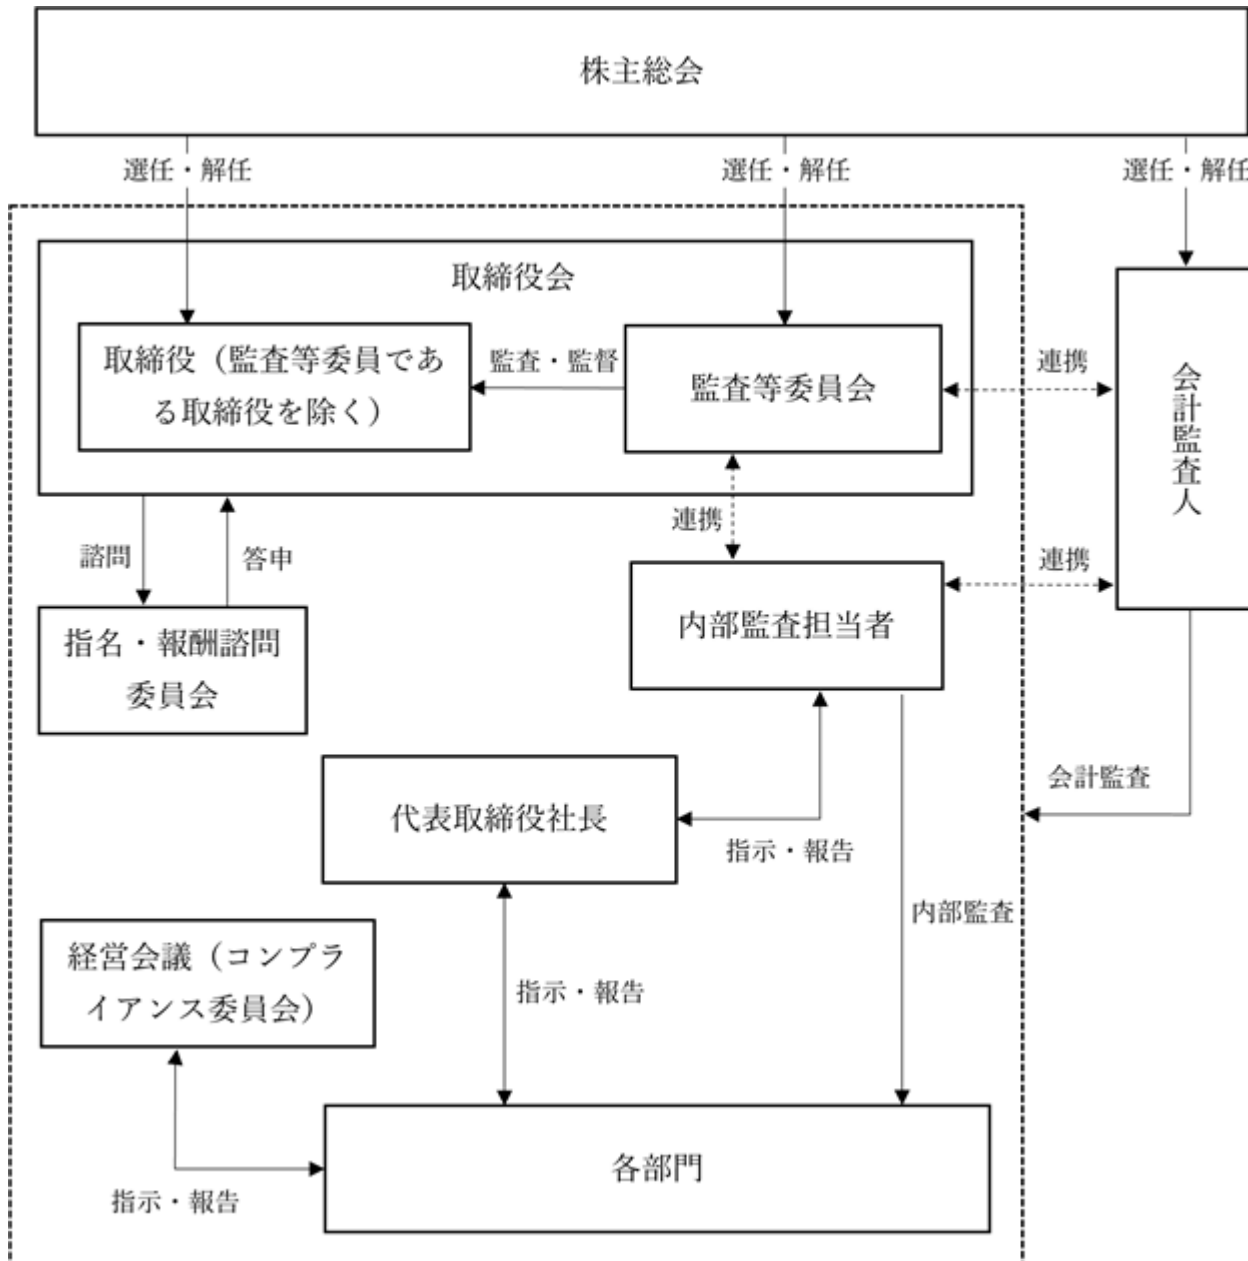 株主総会
選任・解任
選任・解任
選任・解任
取締役会
取締役（監査等委員であ
る取締役を除く）
監査・監督
監査等委員会
連携
会計監査人
諮問
答申
連携
連携
指名・報酬諮問
委員会
内部監査担当者
代表取締役社長
指示・報告
会計監査
内部監査
経営会議（コンプラ
イアンス委員会）
指示・報告
各部門
指示・報告